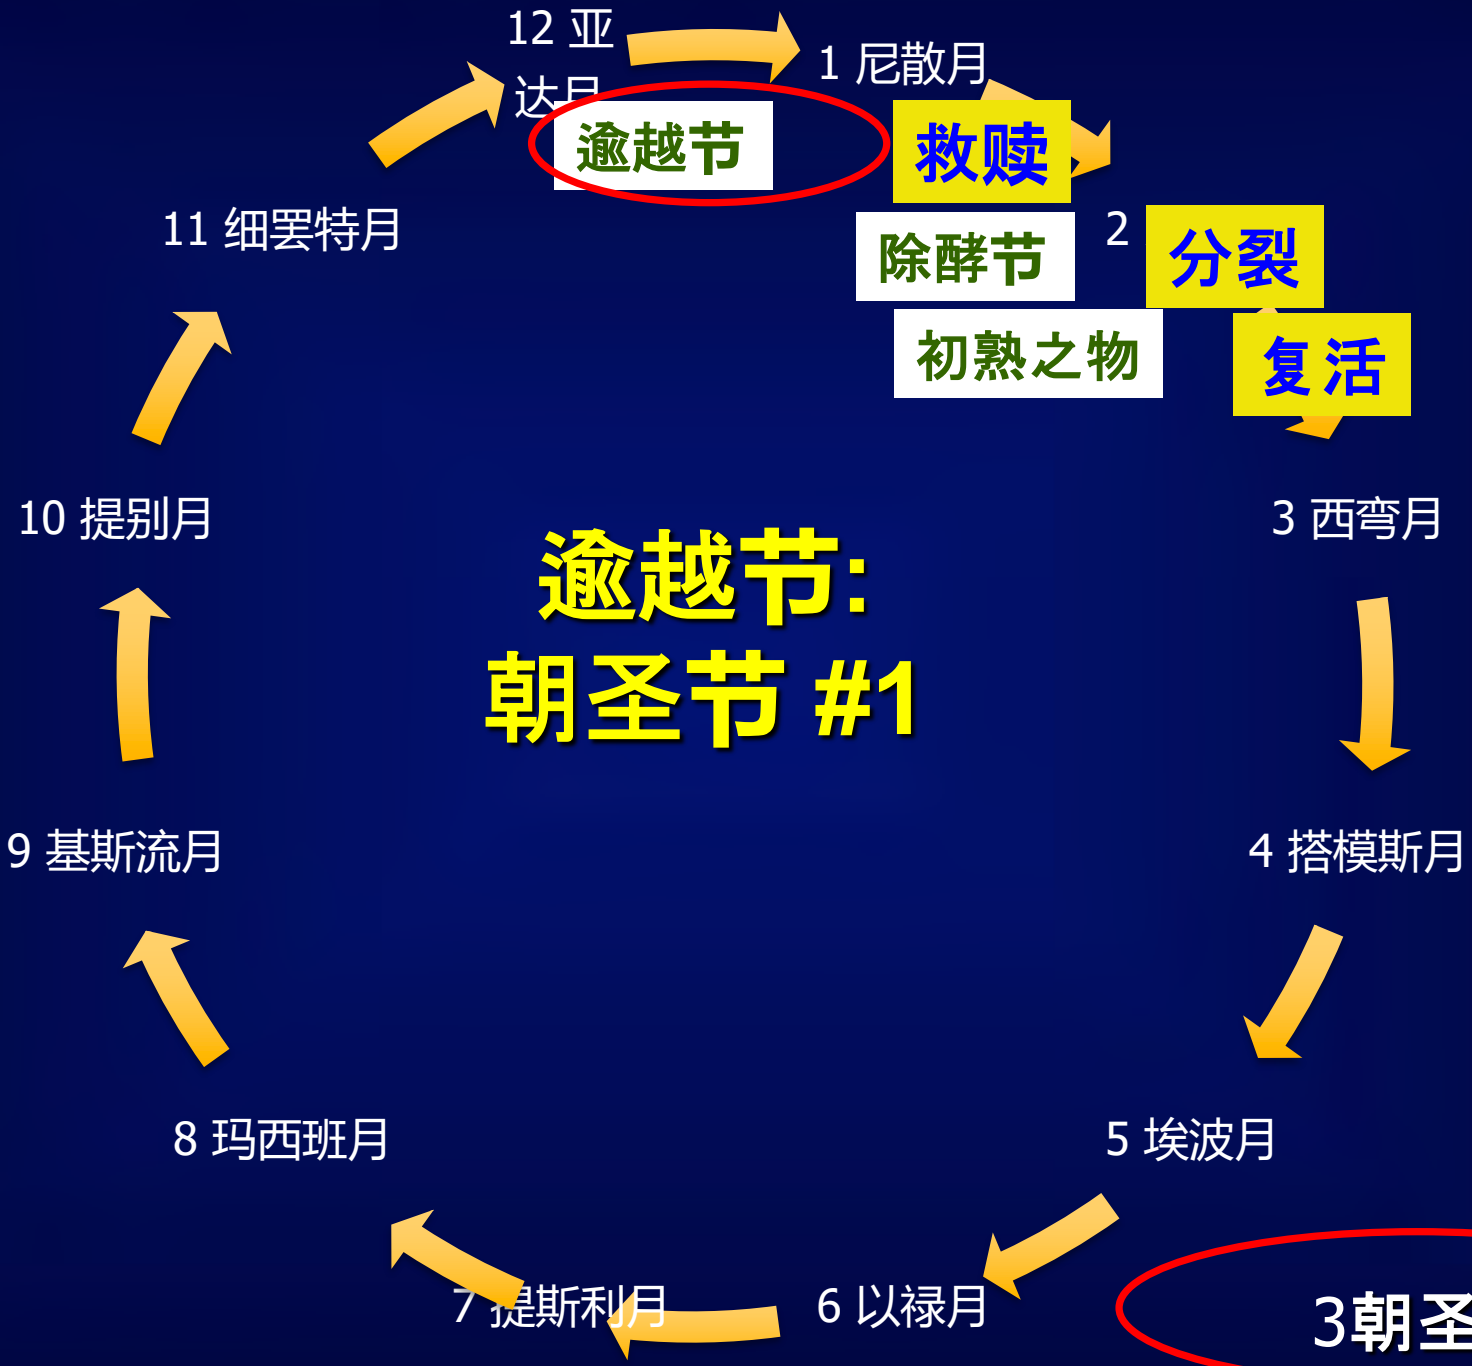 12 亚
达月
1 尼散月
逾越节
救赎
除酵节
2
分裂
初熟之物
复活
11 细罢特月
10 提别月
3 西弯月
逾越节:
朝圣节 #1
9 基斯流月
4 搭模斯月
8 玛西班月
5 埃波月
7 提斯利月
6 以禄月
3朝圣